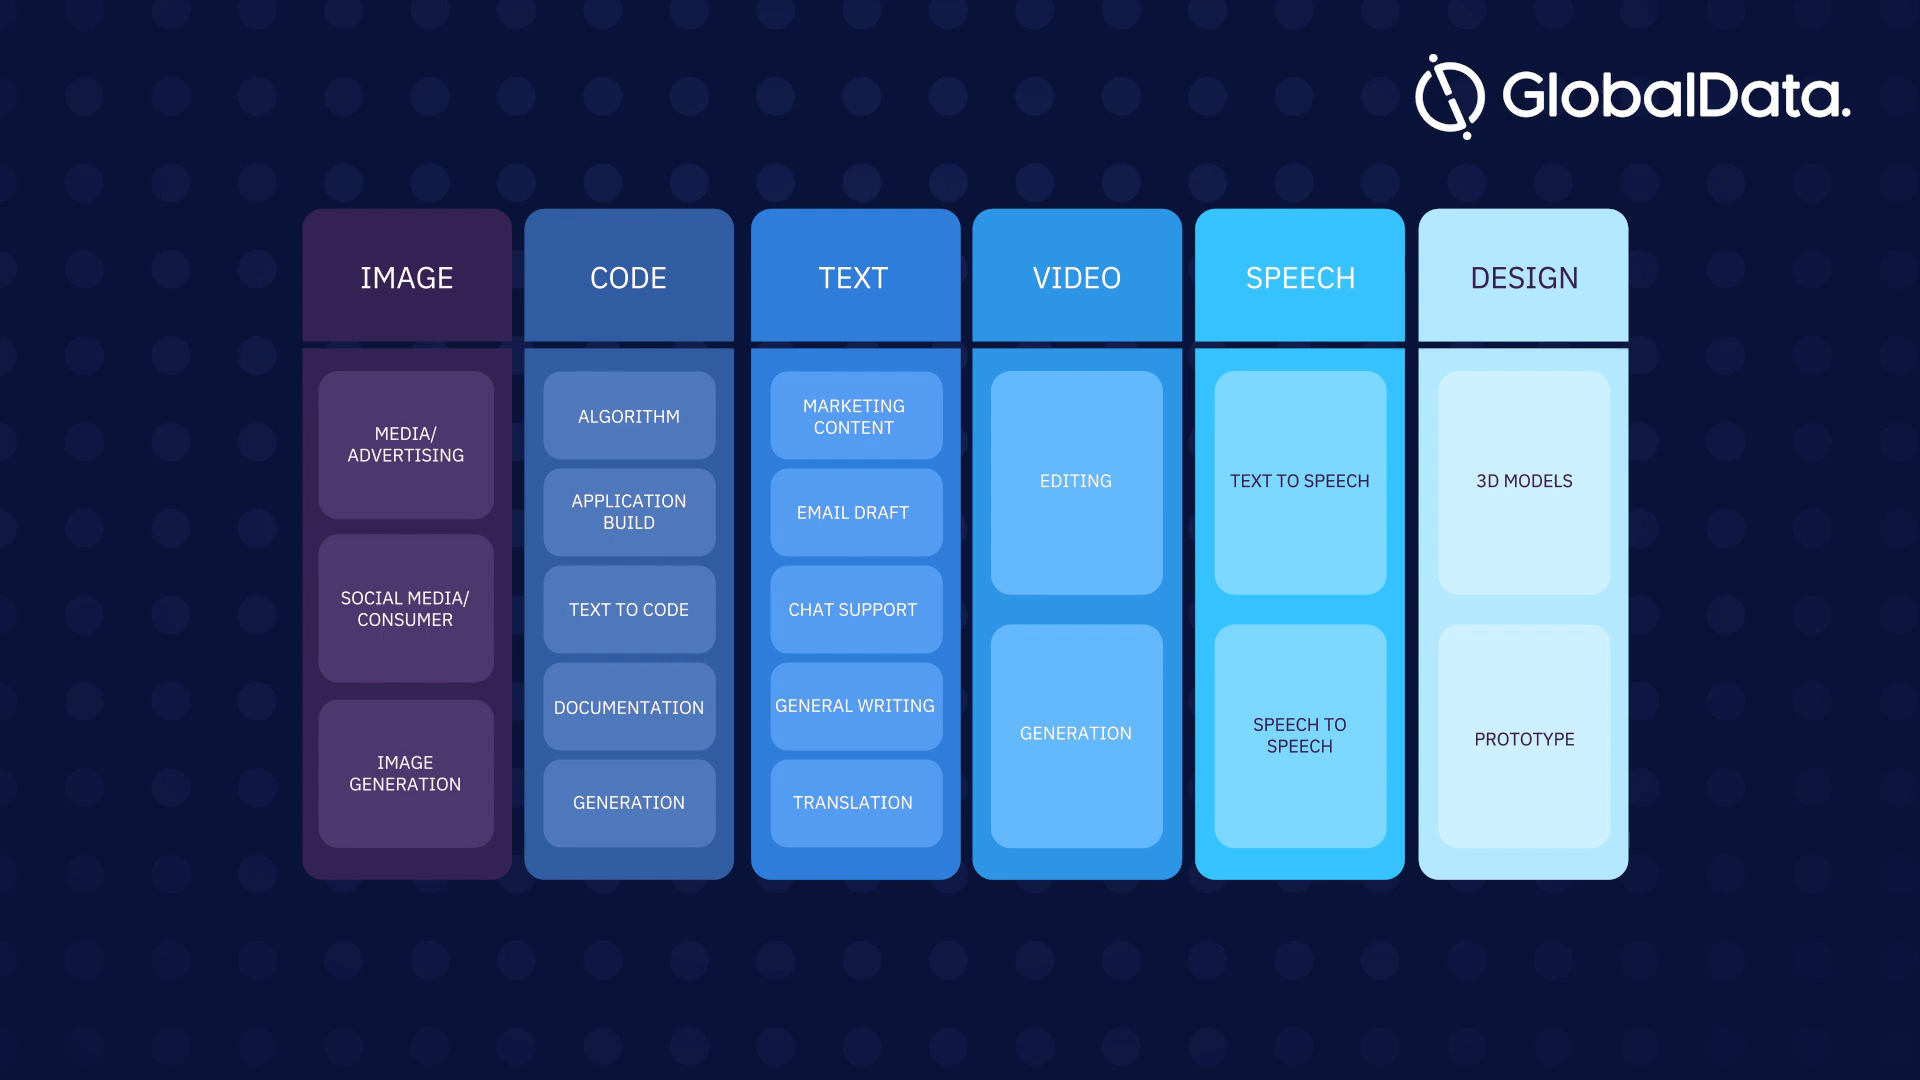 GlobalData.
IMAGE
MEDIA/
ADVERTISING
SOCIAL MEDIA/
CONSUMER
IMAGE
GENERATION
CODE
ALGORITHM
APPLICATION
BUILD
TEXT TO CODE
DOCUMENTATION
GENERATION
TEXT
MARKETING
CONTENT
EMAIL DRAFT
CHAT SUPPORT
GENERAL WRITING
TRANSLATION
VIDEO
EDITING
GENERATION
SPEECH
TEXT TO SPEECH
SPEECH TO
SPEECH
DESIGN
3D MODELS
PROTOTYPE